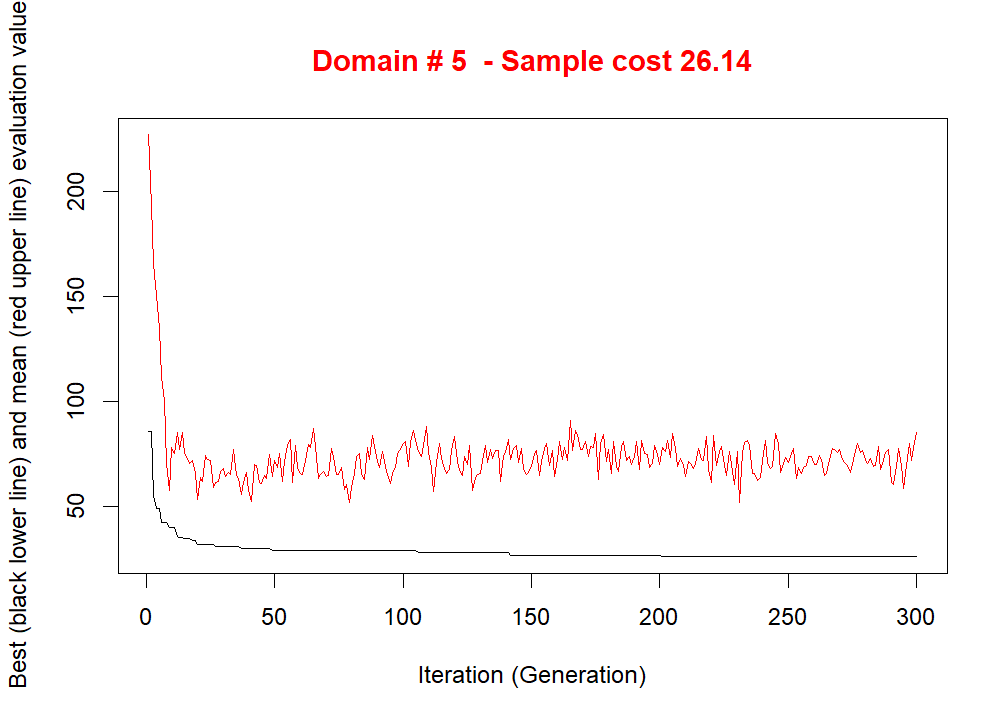 Domain # 5 - Sample cost 26.14
Best (black lower line) and mean (red upper line) evaluation value
200
150
100
50
0 50 100 150 200 250 300
Iteration (Generation)